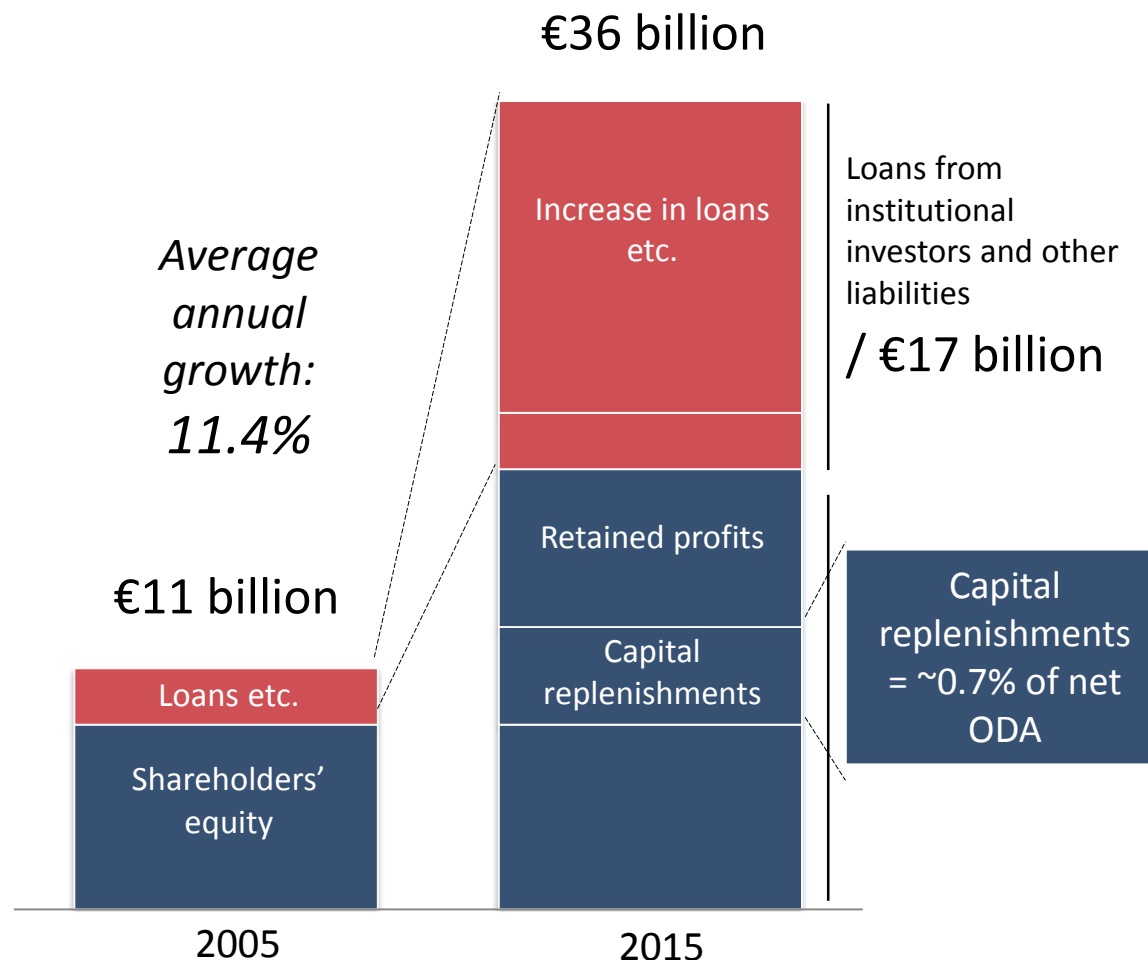 €36 billion
Increase in loans
etc.
Loans from
institutional
investors and other
liabilities
/ €17 billion
Average
annual
growth:
11.4%
Retained profits
€11 billion
Capital
replenishments
Capital
replenishments
= ~0.7% of net
ODA
Loans etc.
Shareholders’
equity
2005
2015